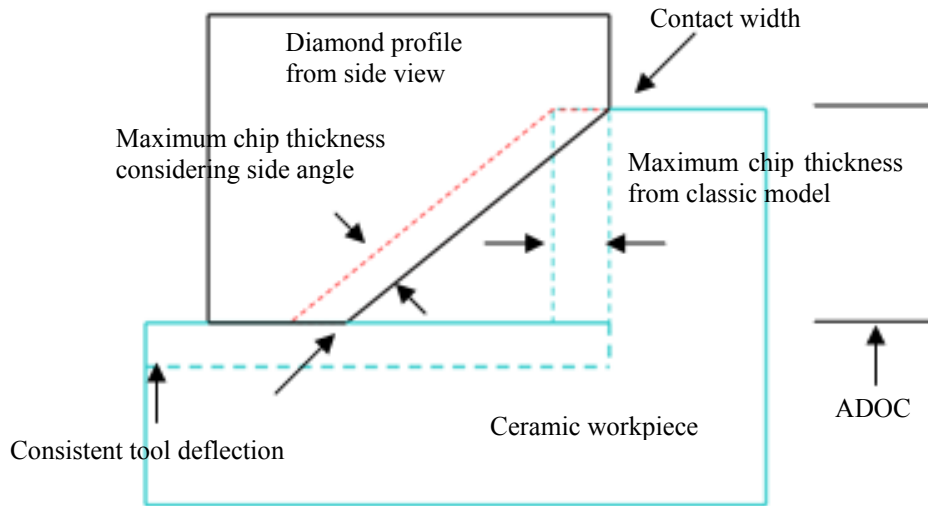 Contact width
Diamond profile
from side view
Maximum chip thickness
considering side angle
Maximum chip thickness
from classic model
ADOC
Ceramic workpiece
Consistent tool deflection